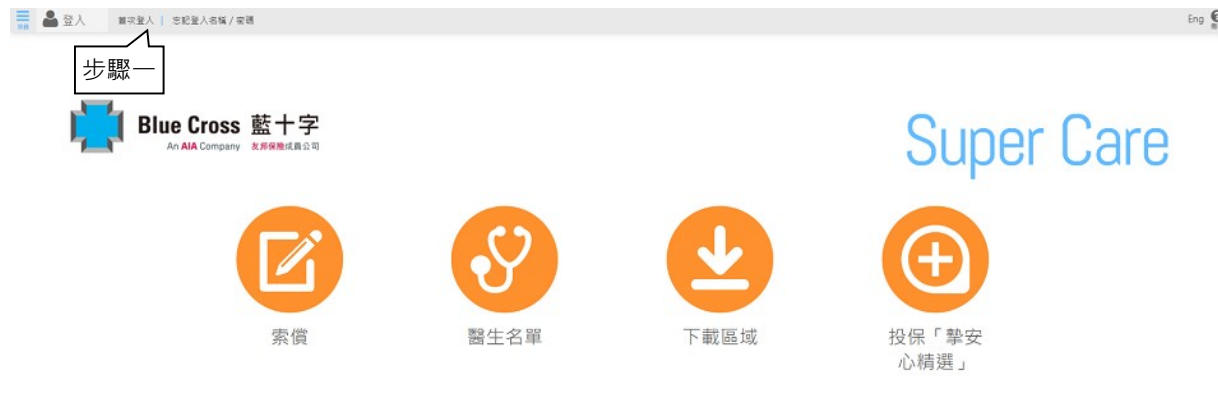 登入 首次登入 | 忘記登入名稱 / 密碼 Eng
步驟一
Blue Cross 藍十字
An AIA Company 友邦保險成員公司
Super Care
索償 醫生名單 下載區域 投保「摯安
心精選」